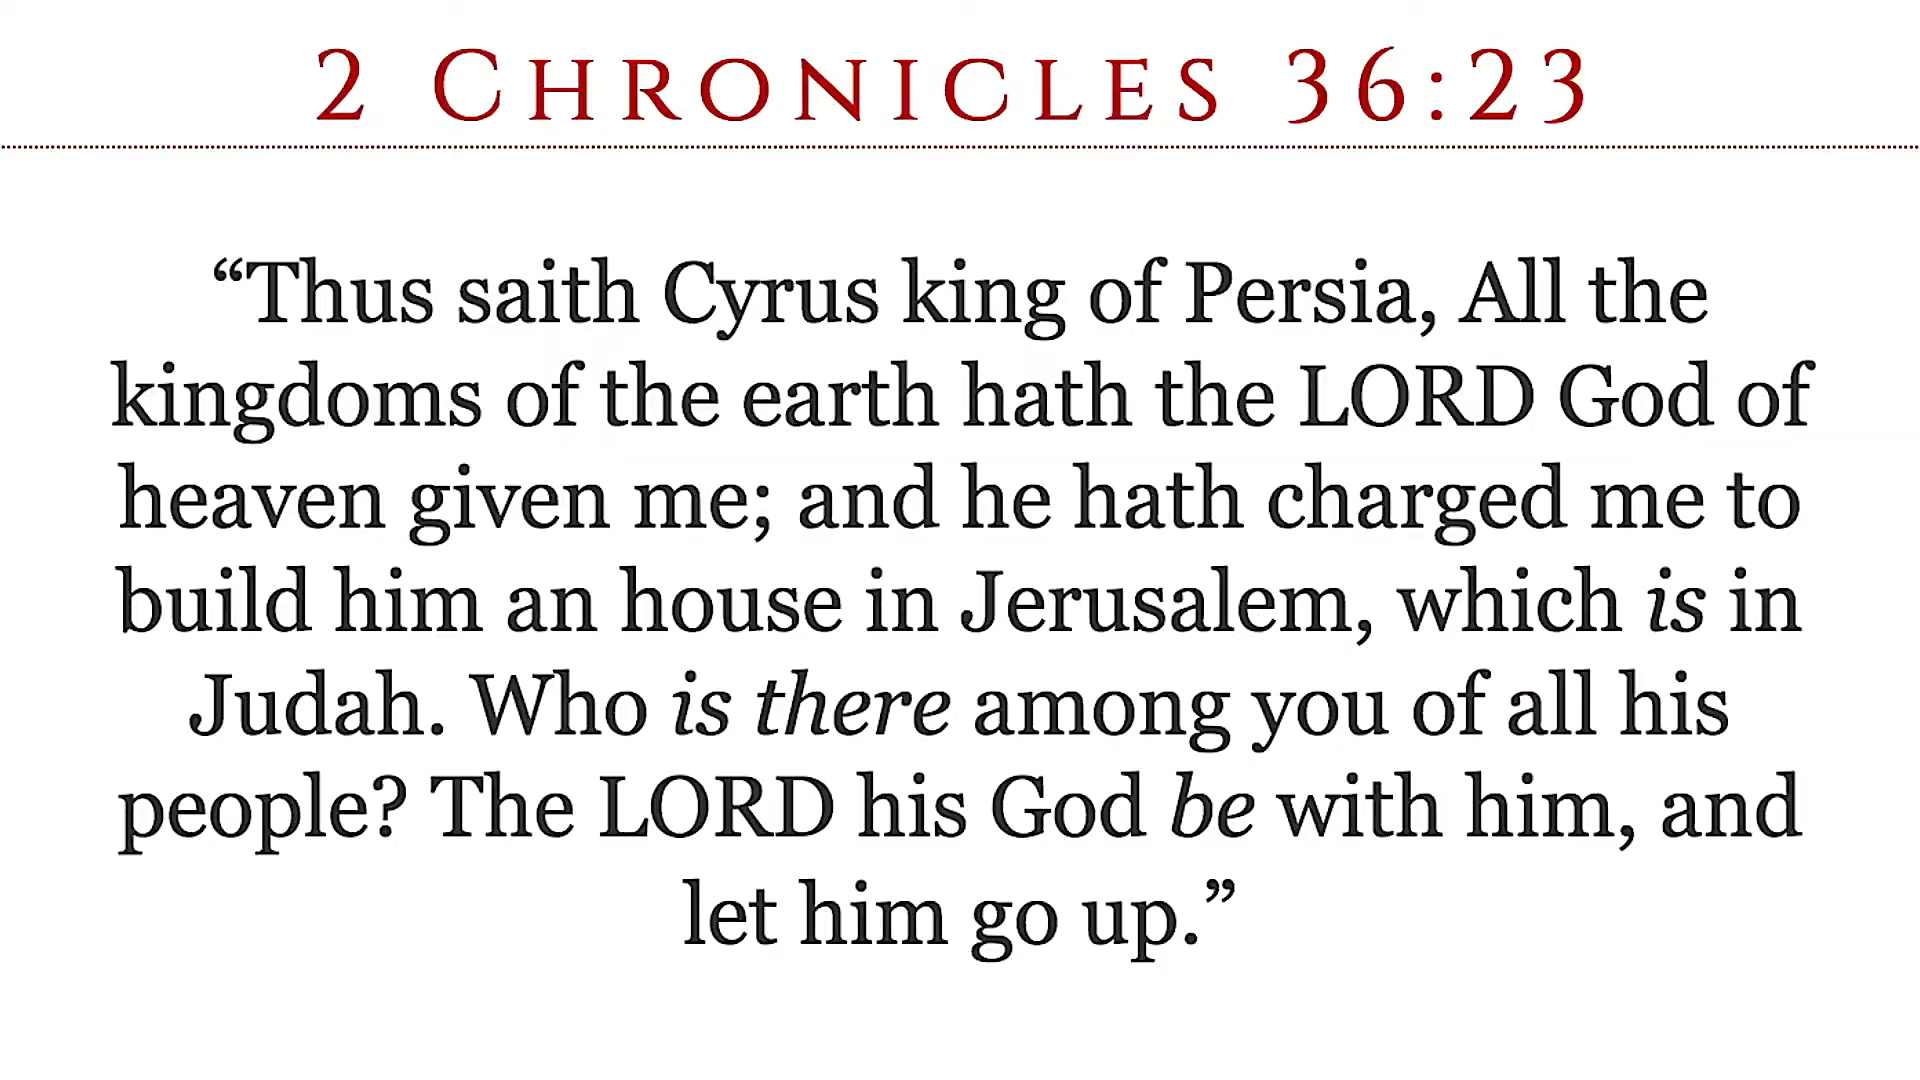 2 CHRONICLES 36:23
“Thus saith Cyrus king of Persia, All the
kingdoms of the earth hath the LORD God of
heaven given me; and he hath charged me to
build him an house in Jerusalem, which is in
Judah. Who is there among you of all his
people? The LORD his God be with him, and
let him go up.”